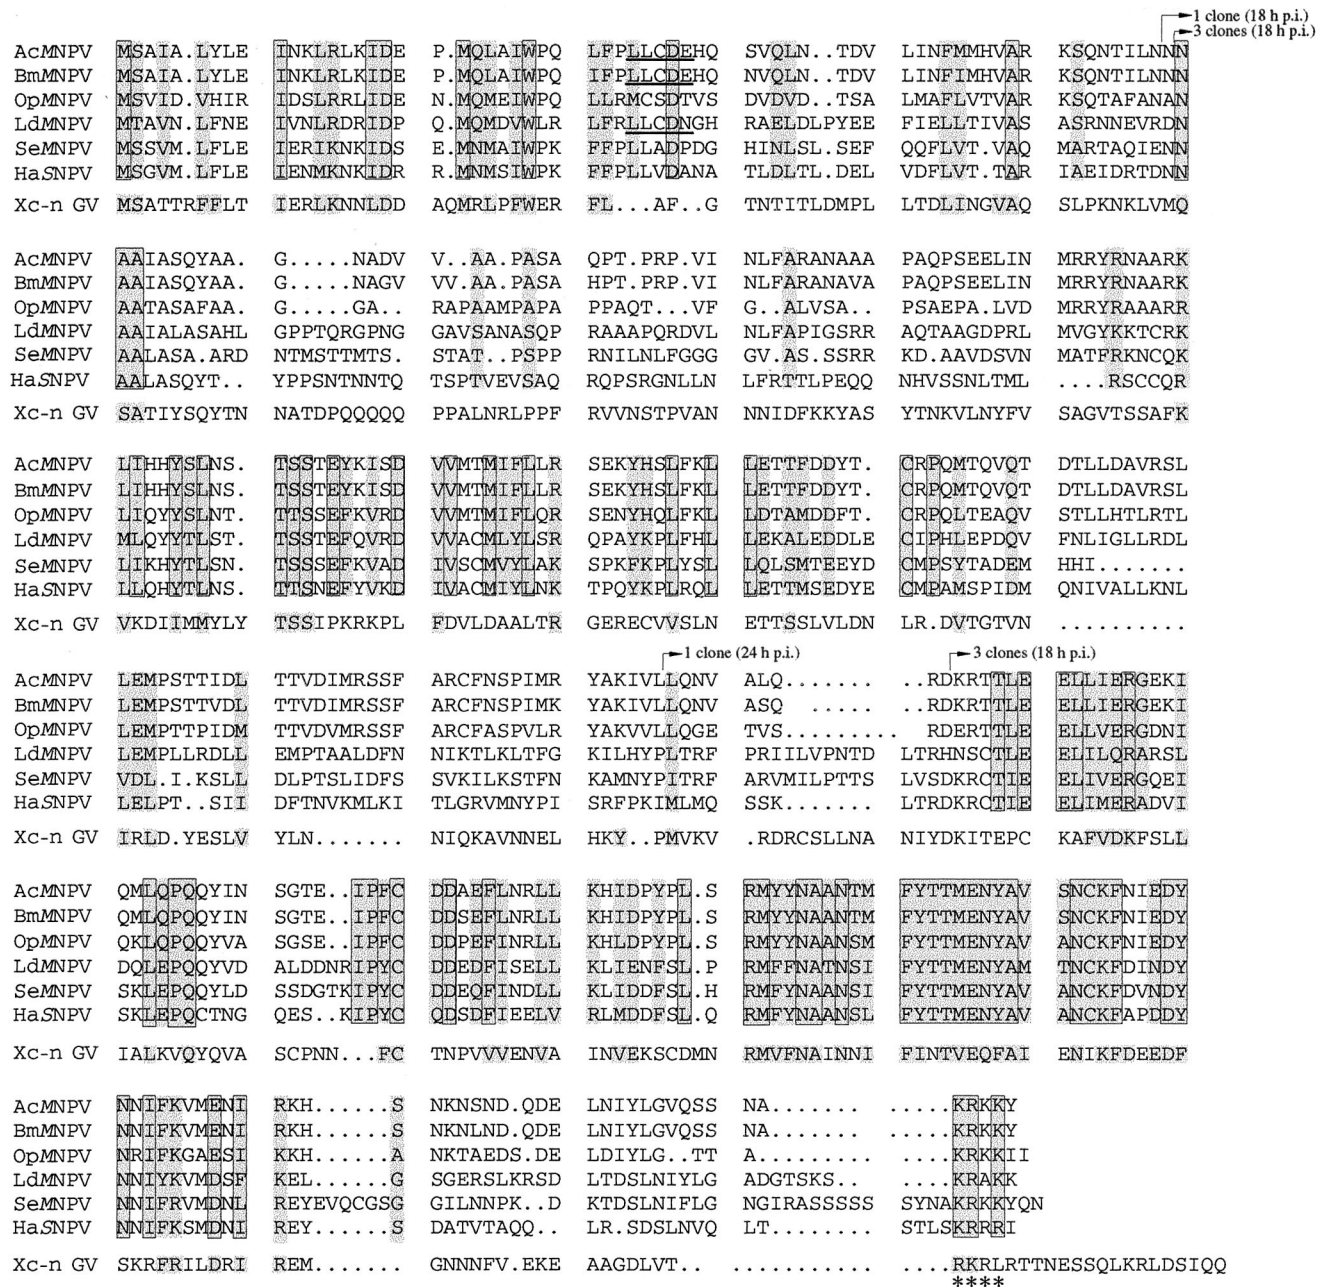 1 clone (18 h p.i.)
3 clones (18 h p.i.)
AcMNPV MSAIA.LYLE INKLRLKIDE P.MQLAIWPQ LFPLLCDEHQ SVQLN..TDV LINFMMHVAR KSQNTILNNN
BmMNPV MSAIA.LYLE INKLRLKIDE P.MQLAIWPQ IFPLLCDEHQ NVQLN..TDV LINFIMHVAR KSQNTILNNN
OpMNPV MSVID.VHIR IDSLRRLIDE N.MQMEIWPQ LLRMCSDTVS DVDVD..TSA LMAFLVTVAR KSQTAFANAN
LdMNPV MTAVN.LFNE IVNLRDRIDP Q.MQMDVWLR LFRLLCDNGH RAELDLPYEE FIELLTIVAS ASRNNEVRDN
SeMNPV MSSVM.LFLE IERIKNKIDS E.MNMAIWPK FFPLLADPDG HINLSL.SEF QQFLVT.VAQ MARTAQIENN
HaSNPV MSGVM.LFLE IENMKNKIDR R.MNMSIWPK FFPLLVDANA TLDLTL.DEL VDFLVT.TAR IAEIDRTDNN
Xc-n GV MSATTRFFLT IERLKNNLDD AQMRLPFWER FL...AF..G TNTITLDMPL LTDLINGVAQ SLPKNKLVMQ
AcMNPV AAIASQYAA. G.....NADV V..AA.PASA QPT.PRP.VI NLFARANAAA PAQPSEELIN MRRYRNAARK
BmMNPV AAIASQYAA. G.....NAGV VV.AA.PASA HPT.PRP.VI NLFARANAVA PAQPSEELIN MRRYRNAARK
OpMNPV AATASAFAA. G.....GA.. RAPAAMPAPA PPAQT...VF G..ALVSA.. PSAEPA.LVD MRRYRAAARR
LdMNPV AAIALASAHL GPPTQRGPNG GAVSANASQP RAAAPQRDVL NLFAPIGSRR AQTAAGDPRL MVGYKKTCRK
SeMNPV AALASA.ARD NTMSTTMTS. STAT..PSPP RNILNLFGGG GV.AS.SSRR KD.AAVDSVN MATFRKNCQK
HaSNPV AALASQYT.. YPPSNTNNTQ TSPTVEVSAQ RQPSRGNLLN LFRTTLPEQQ NHVSSNLTML ....RSCCQR
Xc-n GV SATIYSQYTN NATDPQQQQQ PPALNRLPPF RVVNSTPVAN NNIDFKKYAS YTNKVLNYFV SAGVTSSAFK
AcMNPV LIHHYSLNS. TSSTEYKISD VVMTMIFLLR SEKYHSLFKL LETTFDDYT. CRPQMTQVQT DTLLDAVRSL
BmMNPV LIHHYSLNS. TSSTEYKISD VVMTMIFLLR SEKYHSLFKL LETTFDDYT. CRPQMTQVQT DTLLDAVRSL
OpMNPV LIQYYSLNT. TTSSEFKVRD VVMTMIFLQR SENYHQLFKL LDTAMDDFT. CRPQLTEAQV STLLHTLRTL
LdMNPV MLQYYTLST. TSSTEFQVRD VVACMLYLSR QPAYKPLFHL LEKALEDDLE CIPHLEPDQV FNLIGLLRDL
SeMNPV LIKHYTLSN. TSSSEFKVAD IVSCMVYLAK SPKFKPLYSL LQLSMTEEYD CMPSYTADEM HHI.......
HaSNPV LLQHYTLNS. TTSNEFYVKD IVACMIYLNK TPQYKPLRQL LETTMSEDYE CMPAMSPIDM QNIVALLKNL
Xc-n GV VKDIIMMYLY TSSIPKRKPL FDVLDAALTR GERECVVSLN ETTSSLVLDN LR.DVTGTVN ..........
1 clone (24 h p.i.) 3 clones (18 h p.i.)
AcMNPV LEMPSTTIDL TTVDIMRSSF ARCFNSPIMR YAKIVLLQNV ALQ....... ...RDKRTTLE ELLIERGEKI
BmMNPV LEMPSTTVDL TTVDIMRSSF ARCFNSPIMK YAKIVLLQNV ASQ ..... ..RDKRTTLE ELLIERGEKI
OpMNPV LEMPTTPIDM TTVDVMRSSF ARCFASPVLR YAKVVLLQGE TVS....... ..RDERTTLE ELLVERGDNI
LdMNPV LEMPLLRDLL EMPTAALDFN NIKTLKLTFG KILHYPLTRF PRIILVPNTD LTRHNSCTLE ELILQRARSL
SeMNPV VDL.I.KSLL DLPTSLIDFS SVKILKSTFN KAMNYPITRF ARVMILPTTS LVSDKRCTIE ELIVERGQEI
HaSNPV LELPT..SII DFTNVKMLKI TLGRVMNYPI SRFPKIMLMQ SSK....... LTRDKRCTIE ELIMERADVI
Xc-n GV IRLD.YESLV YLN....... NIQKAVNNEL HKY..PMVKV .RDRCSLLNA NIYDKITEPC KAFVDKFSLL
AcMNPV QMLQPQQYIN SGTE..IPFC DDAEFLNRLL KHIDPYPL.S RMYYNAANTM FYTTMENYAV SNCKFNIEDY
BmMNPV QMLQPQQYIN SGTE..IPFC DDSEFLNRLL KHIDPYPL.S RMYYNAANTM FYTTMENYAV SNCKFNIEDY
OpMNPV QKLQPQQYVA SGSE..IPFC DDPEFINRLL KHLDPYPL.S RMYYNAANSM FYTTMENYAV ANCKFNIEDY
LdMNPV DQLEPQQYVD ALDDNRIPYC DDEDFISELL KLIENFSL.P RMFFNATNSI FYTTMENYAM TNCKFDINDY
SeMNPV SKLEPQQYLD SSDGTKIPYC DDEQFINDLL KLIDDFSL.H RMFYNAANSI FYTTMENYAV ANCKFDVNDY
HaSNPV SKLEPQCTNG QES..KIPYC QDSDFIEELV RLMDDFSL.Q RMFYNAANSL FYTTMENYAV ANCKFAPDDY
Xc-n GV IALKVQYQVA SCPNN...FC TNPVVVENVA INVEKSCDMN RMVFNAINNI FINTVEQFAI ENIKFDEEDF
AcMNPV NNIFKVMENI RKH......S NKNSND.QDE LNIYLGVQSS NA........ .....KRKKY
BmMNPV NNIFKVMENI RKH......S NKNLND.QDE LNIYLGVQSS NA........ .....KRKKY
OpMNPV NRIFKGAESI KKH......A NKTAEDS.DE LDIYLG..TT A......... .....KRKKII
LdMNPV NNIYKVMDSF KEL......G SGERSLKRSD LTDSLNIYLG ADGTSKS... .....KRAKK
SeMNPV NNIFRVMDNL REYEVQCGSG GILNNPK..D KTDSLNIFLG NGIRASSSSS SYNAKRKKYQN
HaSNPV NNIFKSMDNI REY......S DATVTAQQ.. LR.SDSLNVQ LT........ STLSKRRRI
Xc-n GV SKRFRILDRI REM....... GNNNFV.EKE AAGDLVT... .......... .....RKRLRTTNESSQLKRLDSIQQ
****